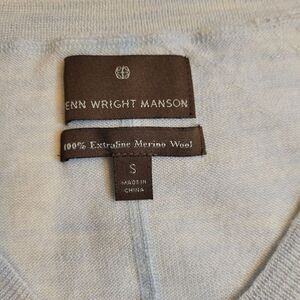 ENN WRIGHT MANSON
100% Extrafine Merino Wool
S
MADE IN
CHINA